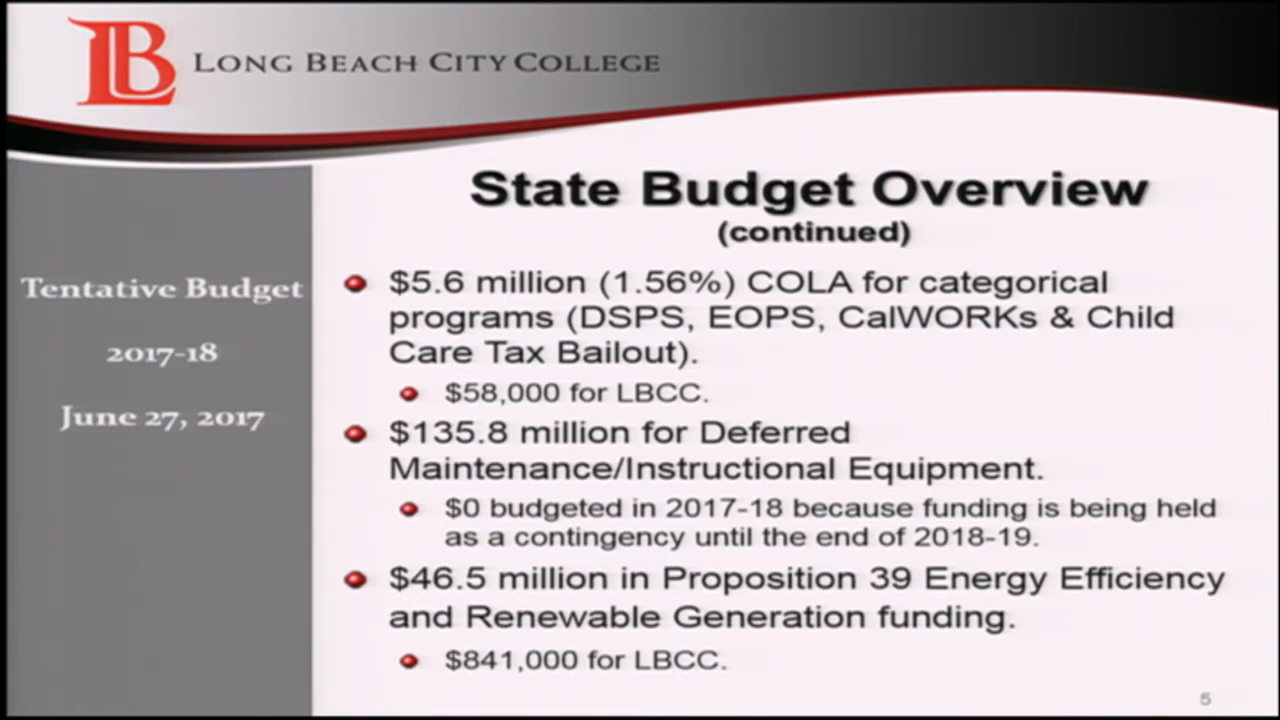 LB LONG BEACH CITY COLLEGE
Tentative Budget
2017-18
June 27, 2017
State Budget Overview
(continued)
$5.6 million (1.56%) COLA for categorical
programs (DSPS, EOPS, CalWORKs & Child
Care Tax Bailout).
$58,000 for LBCC.
$135.8 million for Deferred
Maintenance/Instructional Equipment.
$0 budgeted in 2017-18 because funding is being held
as a contingency until the end of 2018-19.
$46.5 million in Proposition 39 Energy Efficiency
and Renewable Generation funding.
$841,000 for LBCC.
5